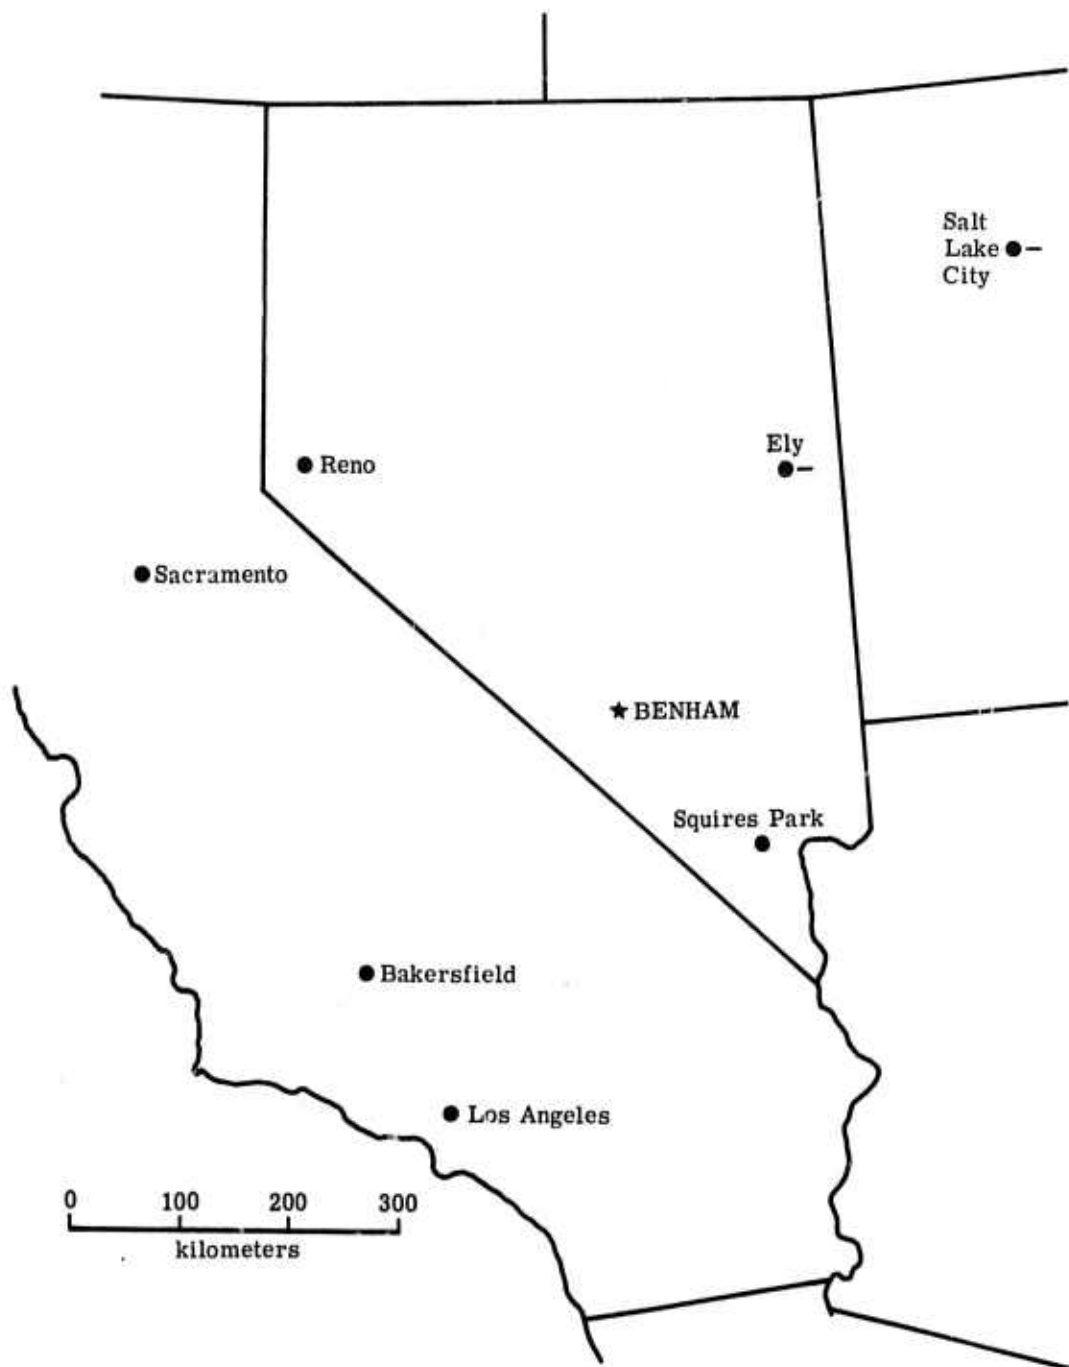 Salt
Lake
City
Ely
Reno
Sacramento
BENHAM
Squires Park
Bakersfield
Los Angeles
0 100 200 300
kilometers